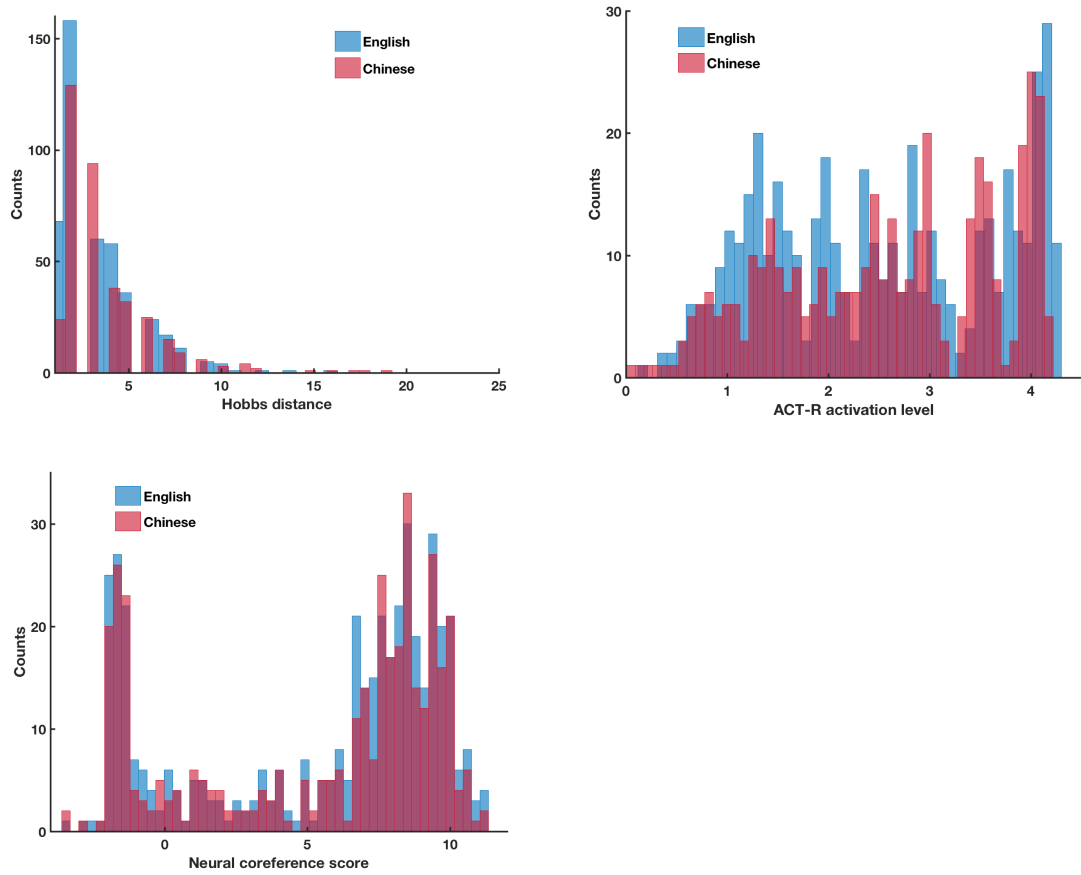 English
Chinese
Counts
150
100
50
0
5
10
15
20
25
Hobbs distance
English
Chinese
Counts
30
20
10
0
0
1
2
3
4
ACT-R activation level
English
Chinese
Counts
30
20
10
0
0
5
10
Neural coreference score